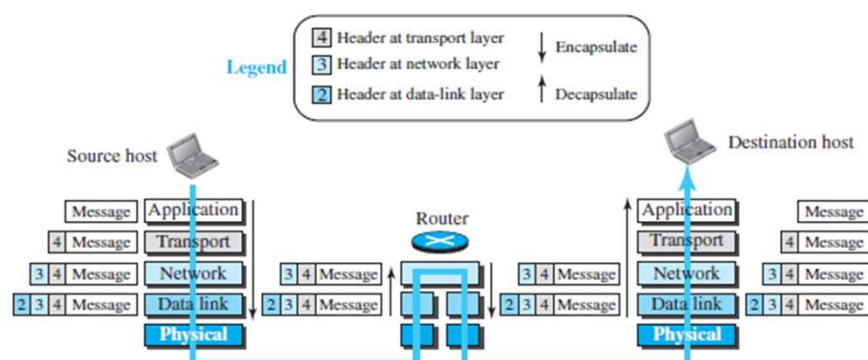 4 Header at transport layer
Encapsulate
Legend
3 Header at network layer
2 Header at data-link layer
Decapsulate
Source host
Destination host
Router
Message Application
Application Message
4 Message Transport
Transport 4 Message
3 4 Message Network 3 4 Message
3 4 Message Network 3 4 Message
2 3 4 Message Data link 2 3 4 Message
2 3 4 Message Data link 2 3 4 Message
Physical
Physical